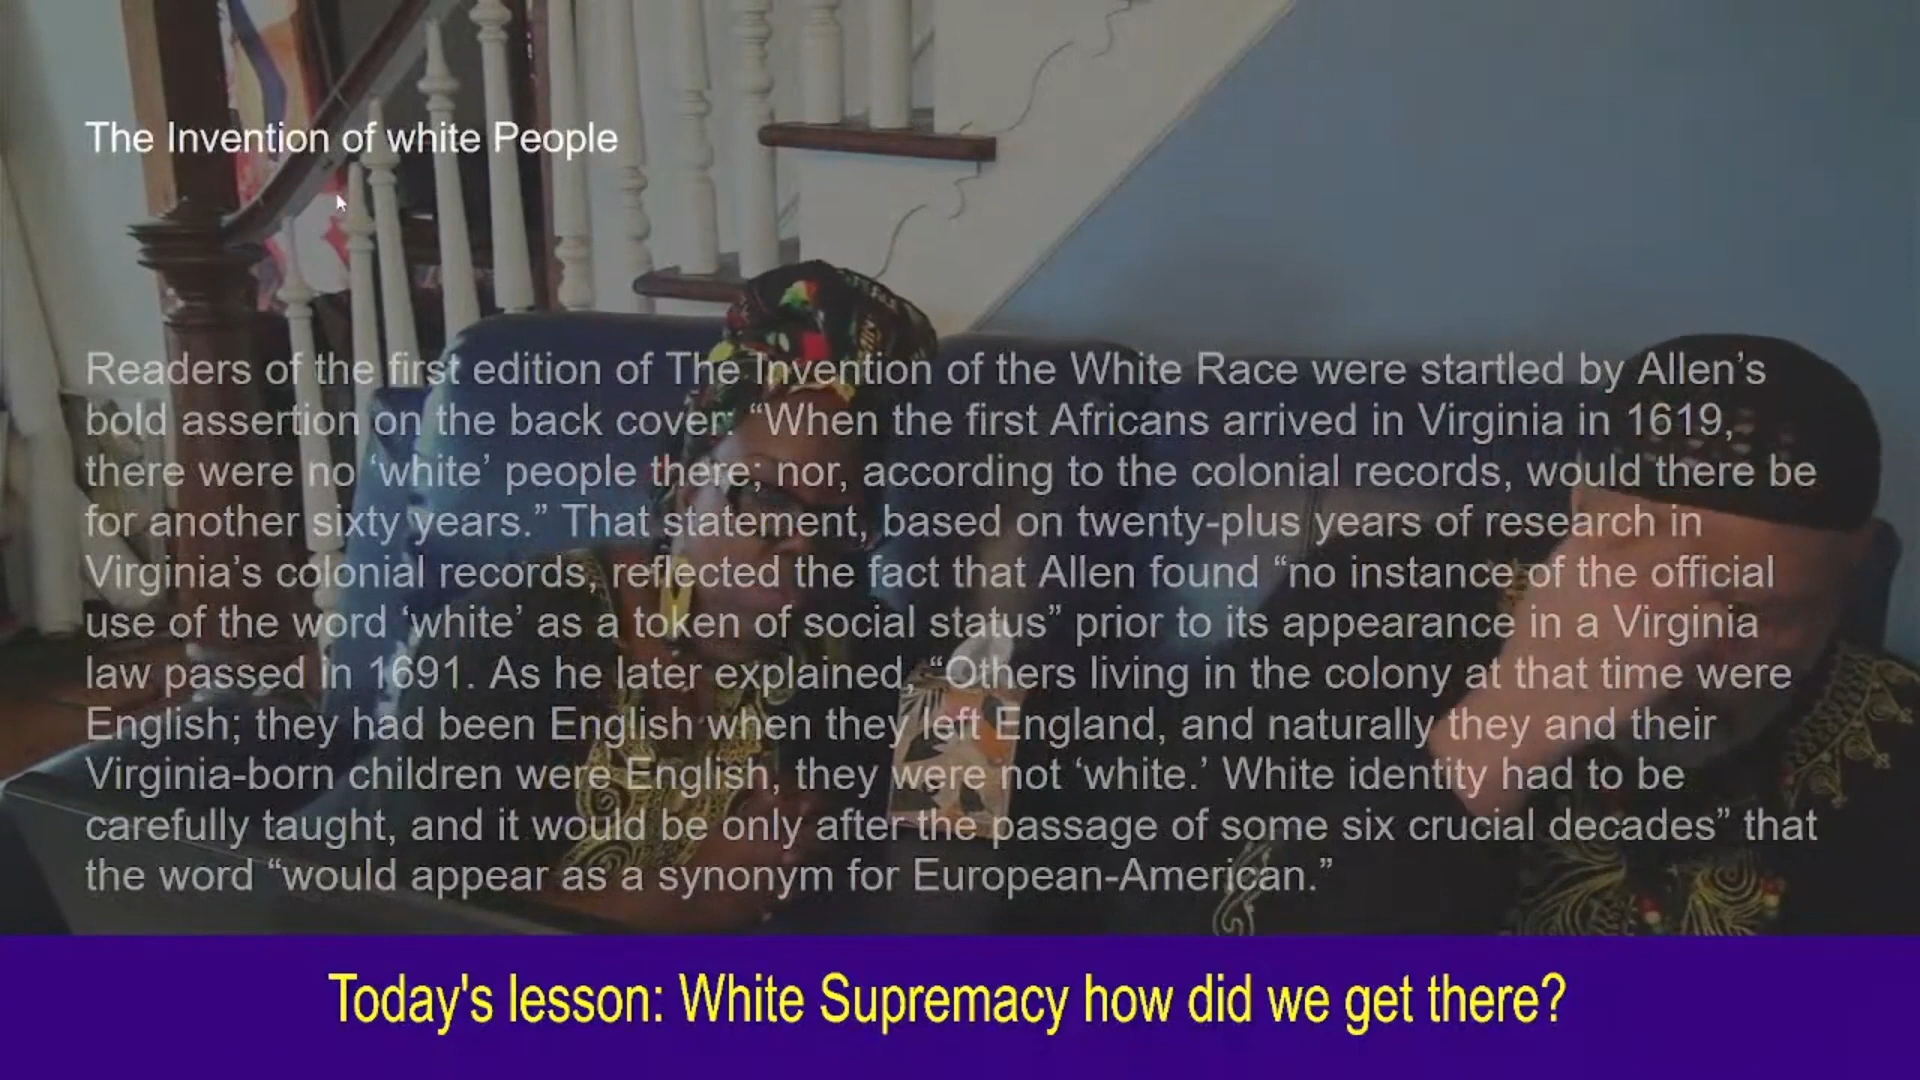 The Invention of white People
Readers of the first edition of The Invention of the White Race were startled by Allen’s
bold assertion on the back cover: “When the first Africans arrived in Virginia in 1619,
there were no ‘white’ people there; nor, according to the colonial records, would there be
for another sixty years.” That statement, based on twenty-plus years of research in
Virginia’s colonial records, reflected the fact that Allen found “no instance of the official
use of the word ‘white’ as a token of social status” prior to its appearance in a Virginia
law passed in 1691. As he later explained, “Others living in the colony at that time were
English; they had been English when they left England, and naturally they and their
Virginia-born children were English, they were not ‘white.’ White identity had to be
carefully taught, and it would be only after the passage of some six crucial decades” that
the word “would appear as a synonym for European-American.”
Today's lesson: White Supremacy how did we get there?